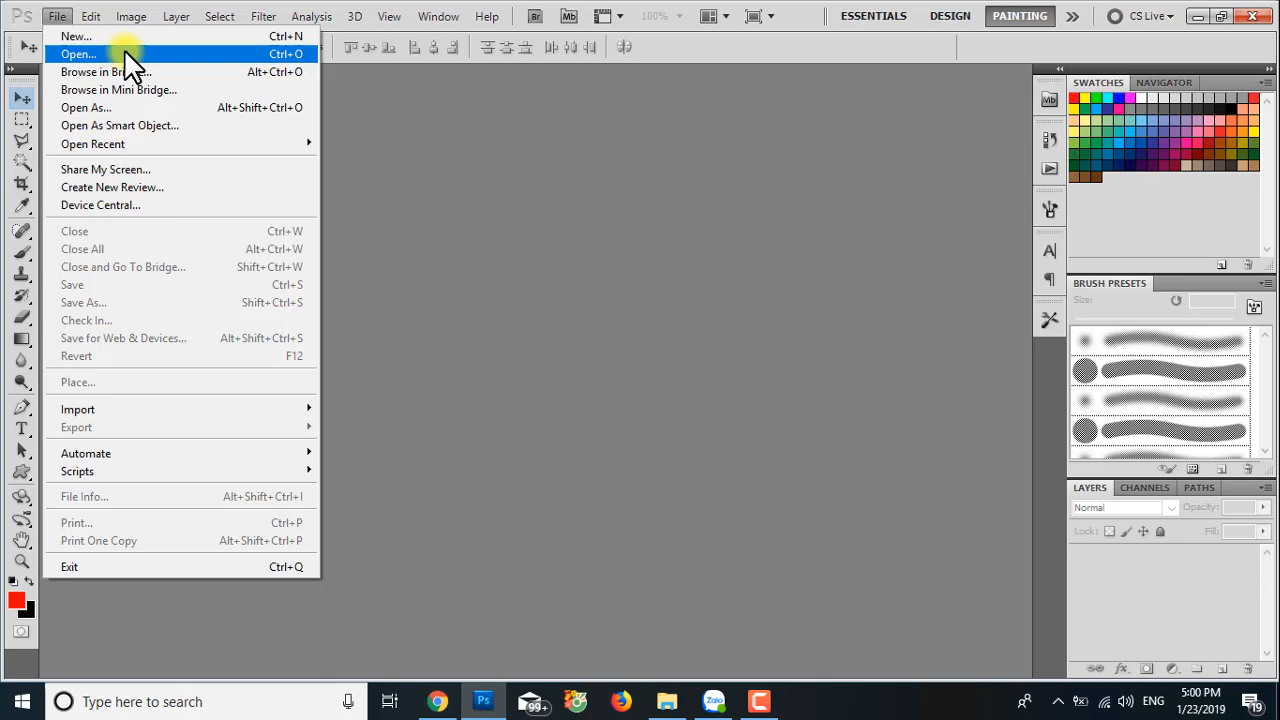 Ps File Edit Image Layer Select Filter Analysis 3D View Window Help Br Mb 100% ESSENTIALS DESIGN PAINTING CS Live
New... Ctrl+N
Open... Ctrl+O
Browse in Bridge... Alt+Ctrl+O
Browse in Mini Bridge...
Open As... Alt+Shift+Ctrl+O
Open As Smart Object...
Open Recent
Share My Screen...
Create New Review...
Device Central...
Close Ctrl+W
Close All Alt+Ctrl+W
Close and Go To Bridge... Shift+Ctrl+W
Save Ctrl+S
Save As... Shift+Ctrl+S
Check In...
Save for Web & Devices... Alt+Shift+Ctrl+S
Revert F12
Place...
Import
Export
Automate
Scripts
File Info... Alt+Shift+Ctrl+I
Print... Ctrl+P
Print One Copy Alt+Shift+Ctrl+P
Exit Ctrl+Q
Mb
SWATCHES NAVIGATOR
BRUSH PRESETS
Size:
LAYERS CHANNELS PATHS
Normal Opacity:
Lock: Fill:
Type here to search
Ps
99+
Zalo
ENG
5:00 PM
1/23/2019
19